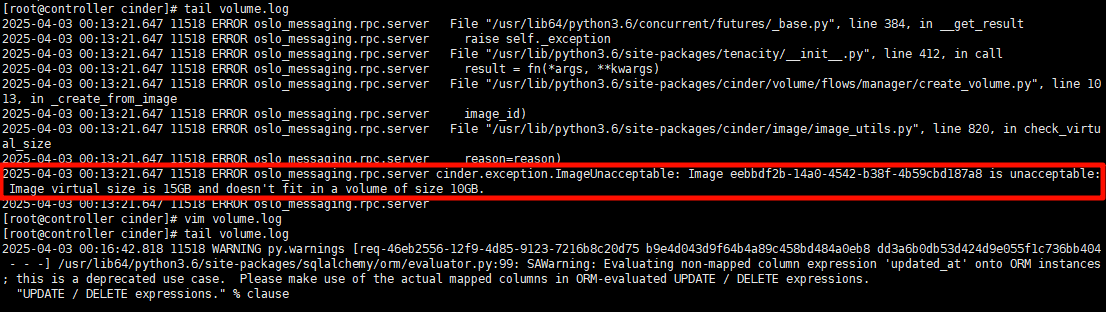 [root@controller cinder]# tail volume.log
2025-04-03 00:13:21.647 11518 ERROR oslo_messaging.rpc.server   File "/usr/lib64/python3.6/concurrent/futures/_base.py", line 384, in __get_result
2025-04-03 00:13:21.647 11518 ERROR oslo_messaging.rpc.server     raise self._exception
2025-04-03 00:13:21.647 11518 ERROR oslo_messaging.rpc.server   File "/usr/lib/python3.6/site-packages/tenacity/__init__.py", line 412, in call
2025-04-03 00:13:21.647 11518 ERROR oslo_messaging.rpc.server     result = fn(*args, **kwargs)
2025-04-03 00:13:21.647 11518 ERROR oslo_messaging.rpc.server   File "/usr/lib/python3.6/site-packages/cinder/volume/flows/manager/create_volume.py", line 10
13, in _create_from_image
2025-04-03 00:13:21.647 11518 ERROR oslo_messaging.rpc.server     image_id)
2025-04-03 00:13:21.647 11518 ERROR oslo_messaging.rpc.server   File "/usr/lib/python3.6/site-packages/cinder/image/image_utils.py", line 820, in check_virtu
al_size
2025-04-03 00:13:21.647 11518 ERROR oslo_messaging.rpc.server     reason=reason)
2025-04-03 00:13:21.647 11518 ERROR oslo_messaging.rpc.server cinder.exception.ImageUnacceptable: Image eebbdf2b-14a0-4542-b38f-4b59cbd187a8 is unacceptable:
 Image virtual size is 15GB and doesn't fit in a volume of size 10GB.
2025-04-03 00:13:21.647 11518 ERROR oslo_messaging.rpc.server
[root@controller cinder]# vim volume.log
[root@controller cinder]# tail volume.log
2025-04-03 00:16:42.818 11518 WARNING py.warnings [req-46eb2556-12f9-4d85-9123-7216b8c20d75 b9e4d043d9f64b4a89c458bd484a0eb8 dd3a6b0db53d424d9e055f1c736bb404
 - - -] /usr/lib64/python3.6/site-packages/sqlalchemy/orm/evaluator.py:99: SAWarning: Evaluating non-mapped column expression 'updated_at' onto ORM instances
; this is a deprecated use case.  Please make use of the actual mapped columns in ORM-evaluated UPDATE / DELETE expressions.
  "UPDATE / DELETE expressions." % clause